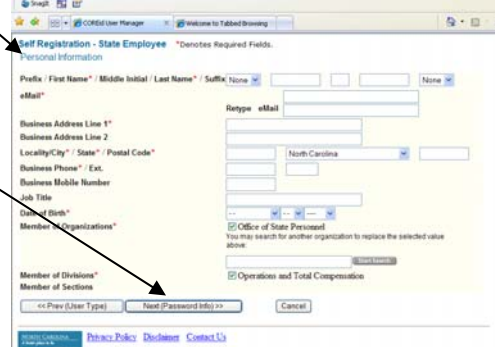 SnagIt
COREId User Manager Welcome to Tabbed Browsing
Self Registration - State Employee *Denotes Required Fields.
Personal Information
Prefix / First Name* / Middle Initial / Last Name* / Suffix None None
eMail*
Retype eMail
Business Address Line 1*
Business Address Line 2
Locality/City* / State* / Postal Code* North Carolina
Business Phone* / Ext.
Business Mobile Number
Job Title
Date of Birth* -- -- ---
Member of Organizations* Office of State Personnel
You may search for another organization to replace the selected value
above:
Start Search
Member of Divisions* Operations and Total Compensation
Member of Sections
<< Prev (User Type) Next (Password Info) >> Cancel
North Carolina Privacy Policy Disclaimer Contact Us